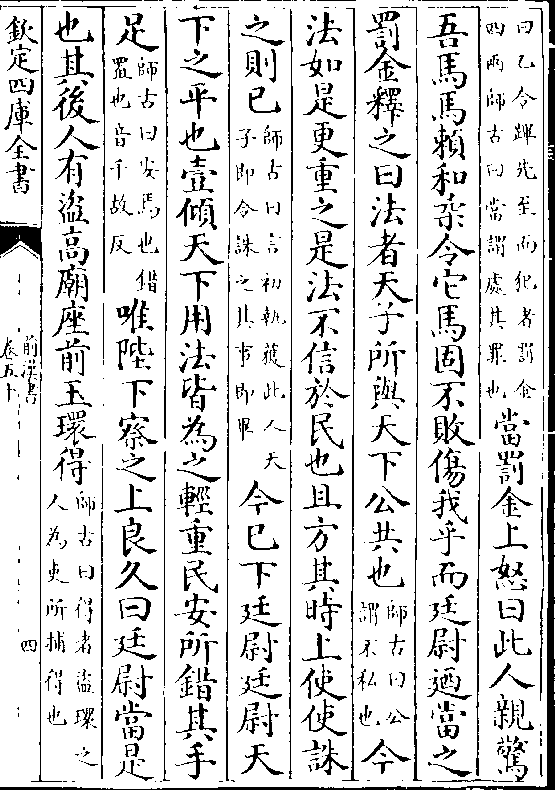 曰乙令蹕先至而犯者罰金
四兩師古曰當謂處其罪也
當罰金上怒曰此人親驚
吾馬馬賴和柔令它馬固不敗傷我乎而廷尉廼當之
罰金釋之曰法者天子所與天下公共也
師古曰公
謂不私也
今
法如是更重之是法不信於民也且方其時上使使誅
之則已
師古曰言初執獲此人天
子即令誅之其事即畢
今已下廷尉廷尉天
下之平也壹傾天下用法皆為之輕重民安所錯其手
足
師古曰安焉也錯
置也音千故反
唯陛下察之上良久曰廷尉當是
也其後人有盜高廟座前玉環得
師古曰得者盜環之
人為吏所捕得也
欽定四庫全書
前漢書
卷五十
四